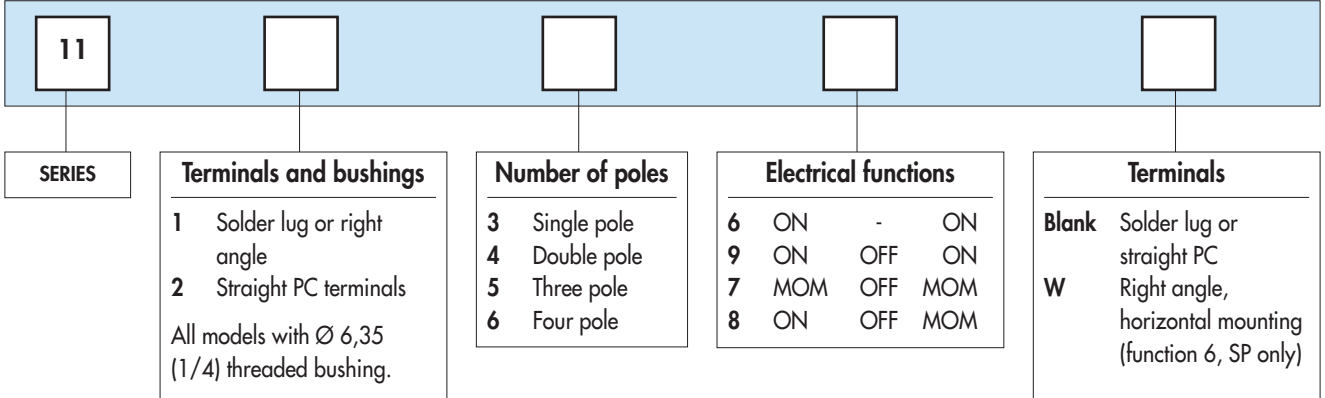 11
SERIES
Terminals and bushings
1 Solder lug or right
angle
2 Straight PC terminals
All models with Ø 6,35
(1/4) threaded bushing.
Number of poles
3 Single pole
4 Double pole
5 Three pole
6 Four pole
Electrical functions
6 ON - ON
9 ON OFF ON
7 MOM OFF MOM
8 ON OFF MOM
Terminals
Blank Solder lug or
straight PC
W Right angle,
horizontal mounting
(function 6, SP only)